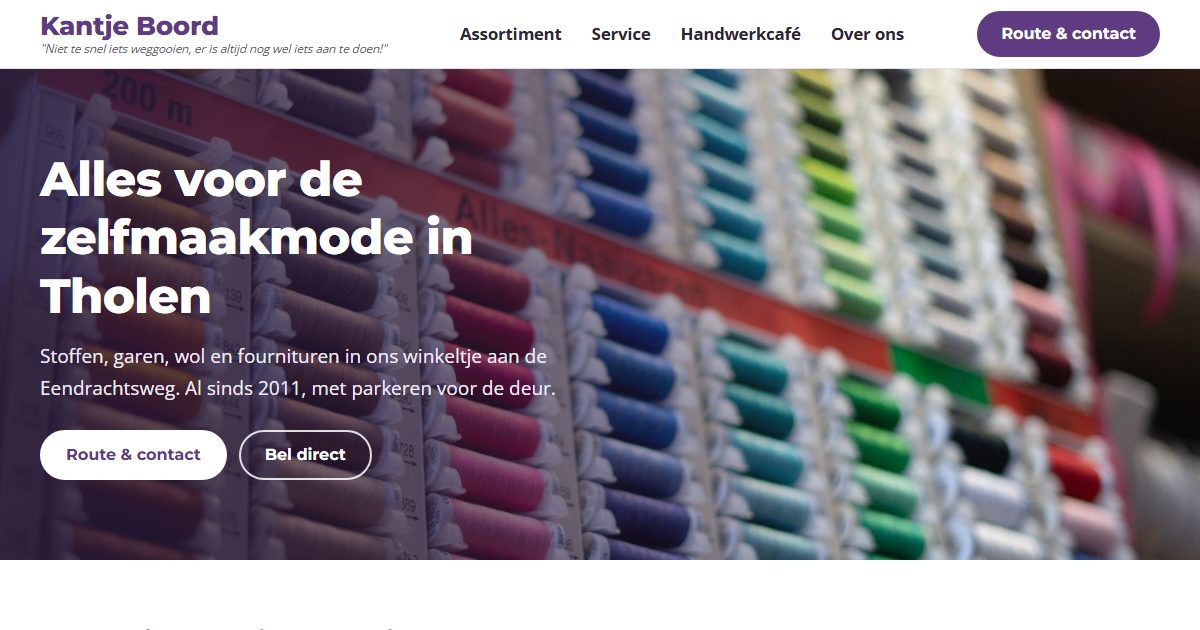 Kantje Boord
"Niet te snel iets weggooien, er is altijd nog wel iets aan te doen!"
Assortiment
Service
Handwerkcafé
Over ons
Route & contact
200 m
Alles voor de
zelfmaakmode in
Tholen
Stoffen, garen, wol en fournituren in ons winkeltje aan de
Eendrachtsweg. Al sinds 2011, met parkeren voor de deur.
Route & contact
Bel direct
139